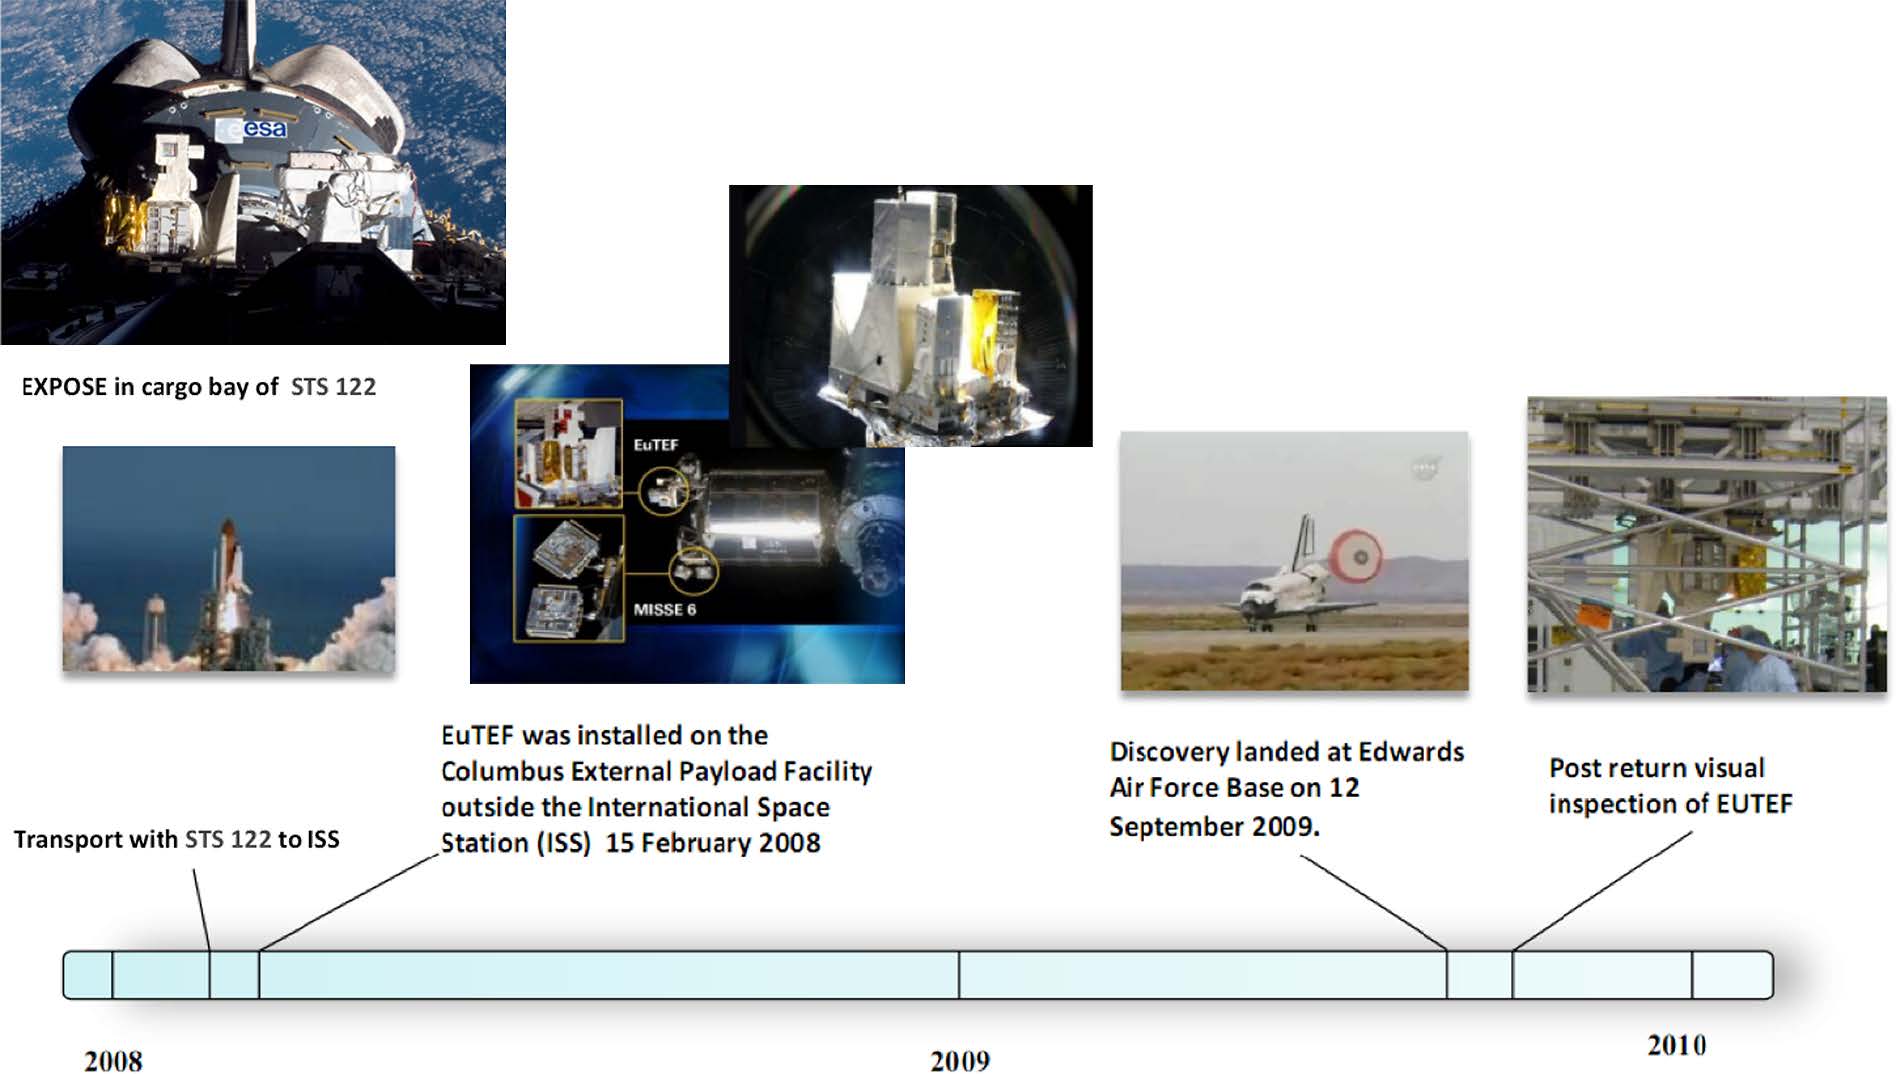 esa
EXPOSE in cargo bay of STS 122
EuTEF
MISSE 6
Transport with STS 122 to ISS
EuTEF was installed on the
Columbus External Payload Facility
outside the International Space
Station (ISS) 15 February 2008
Discovery landed at Edwards
Air Force Base on 12
September 2009.
Post return visual
inspection of EUTEF
2008
2009
2010